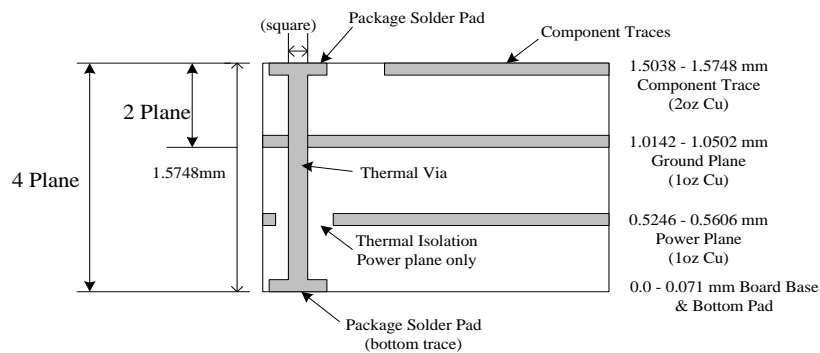 (square)
Package Solder Pad
Component Traces
1.5038 - 1.5748 mm
Component Trace
(2oz Cu)
2 Plane
4 Plane
1.5748mm
Thermal Via
1.0142 - 1.0502 mm
Ground Plane
(1oz Cu)
Thermal Isolation
Power plane only
0.5246 - 0.5606 mm
Power Plane
(1oz Cu)
0.0 - 0.071 mm Board Base
& Bottom Pad
Package Solder Pad
(bottom trace)